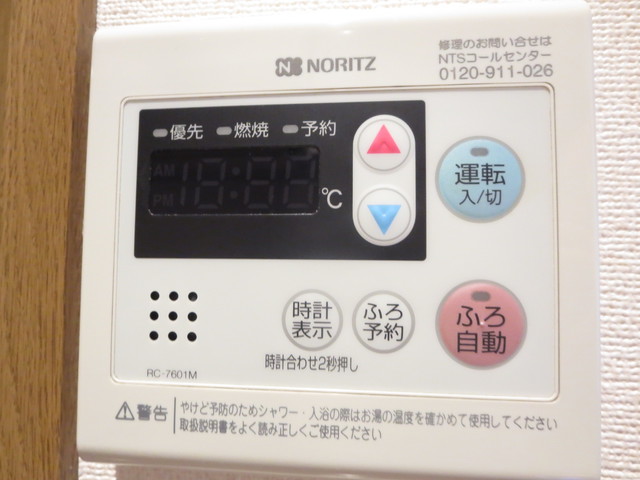 NORITZ
修理のお問い合せは
NTSコールセンター
0120-911-026
優先 燃焼 予約
AM
PM
18:88
℃
運転
入/切
時計
表示
ふろ
予約
ふろ
自動
時計合わせ2秒押し
RC-7601M
警告
やけど予防のためシャワー・入浴の際はお湯の温度を確かめて使用してください
取扱説明書をよく読み正しくご使用ください